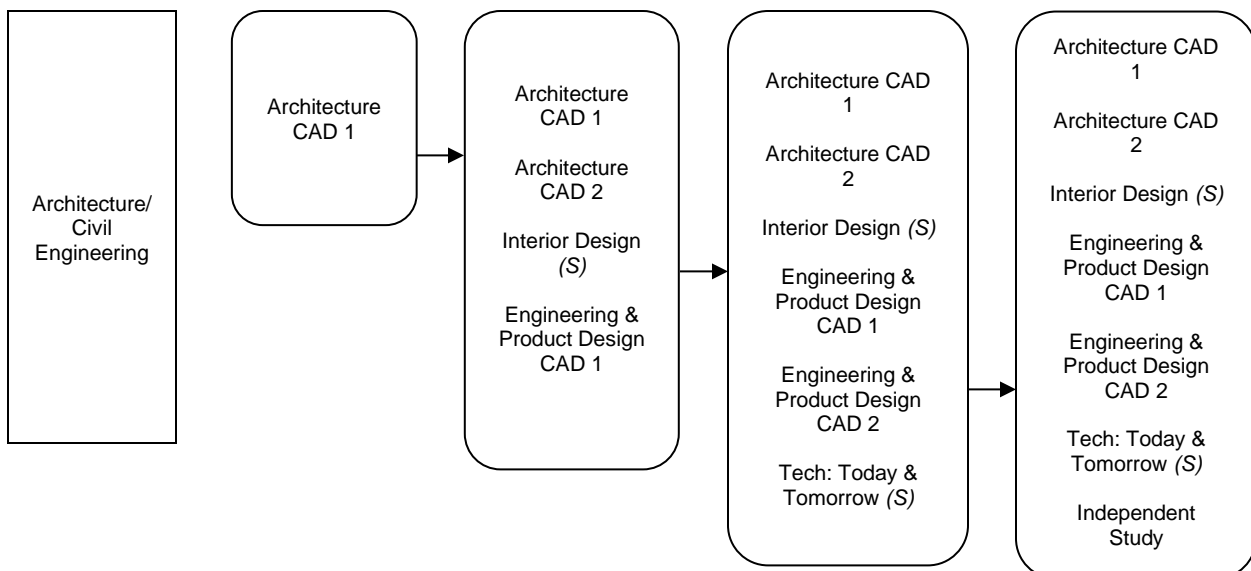 Architecture/
Civil
Engineering
Architecture
CAD 1
Architecture
CAD 1
Architecture
CAD 2
Interior Design
(S)
Engineering &
Product Design
CAD 1
Architecture CAD
1
Architecture CAD
2
Interior Design (S)
Engineering &
Product Design
CAD 1
Engineering &
Product Design
CAD 2
Tech: Today &
Tomorrow (S)
Architecture CAD
1
Architecture CAD
2
Interior Design (S)
Engineering &
Product Design
CAD 1
Engineering &
Product Design
CAD 2
Tech: Today &
Tomorrow (S)
Independent
Study